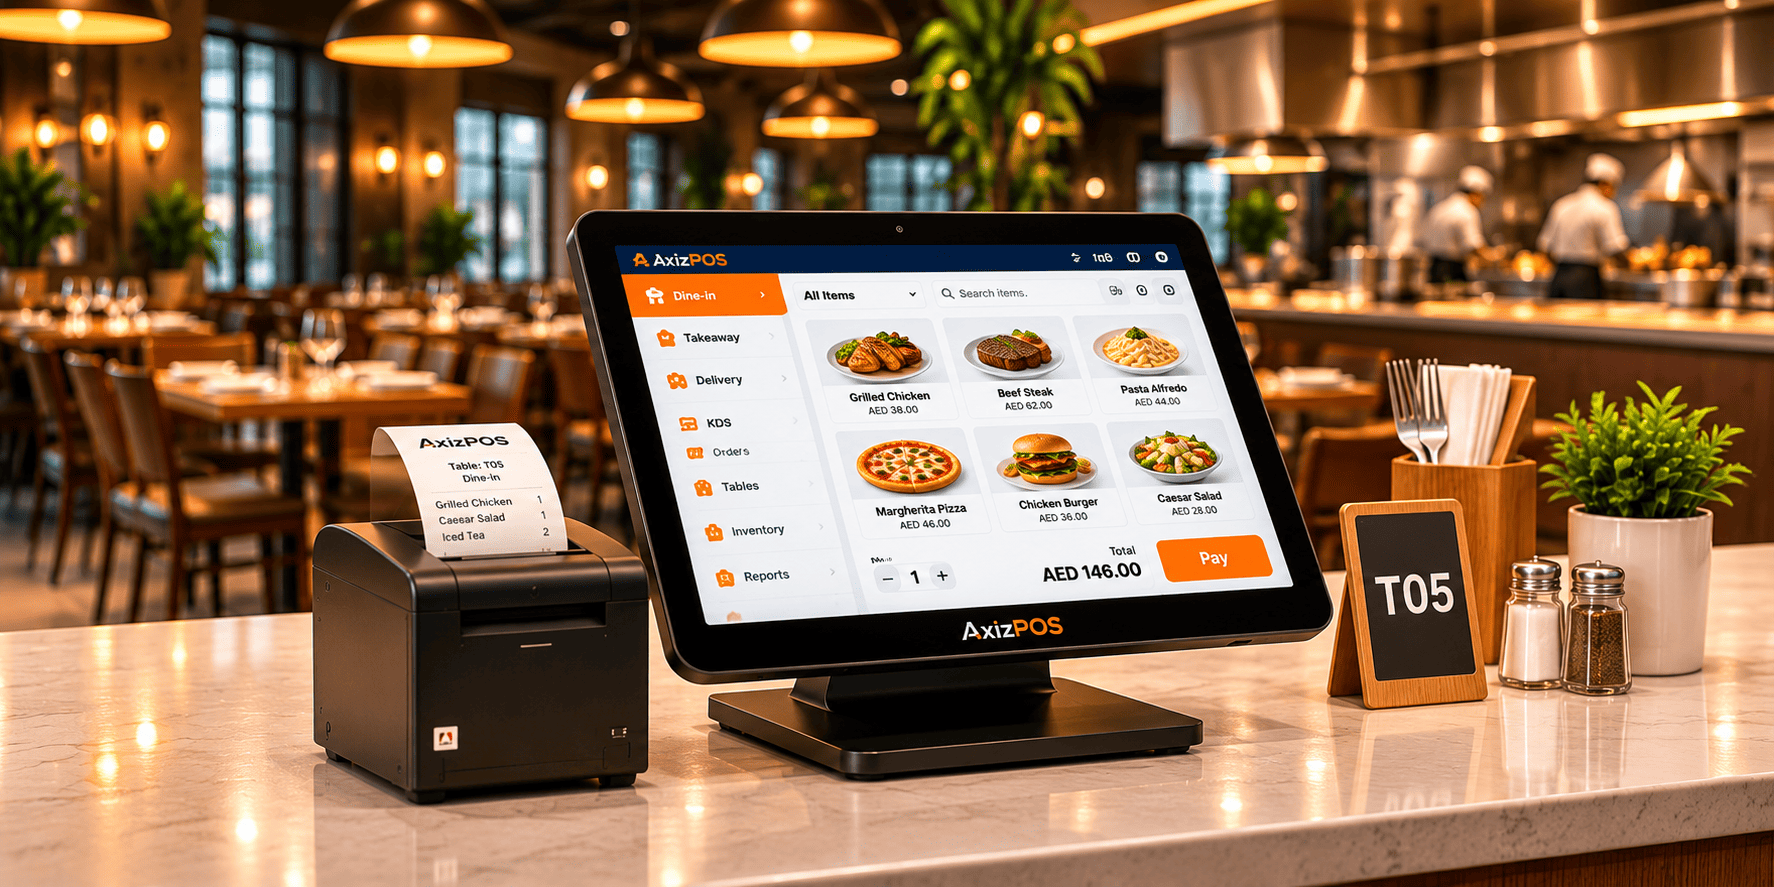 AxizPOS
Dine-in
Takeaway
Delivery
KDS
Orders
Tables
Inventory
Reports
All Items
Search items.
Grilled Chicken
AED 38.00
Beef Steak
AED 62.00
Pasta Alfredo
AED 44.00
Margherita Pizza
AED 46.00
Chicken Burger
AED 36.00
Caesar Salad
AED 28.00
1
Total
AED 146.00
Pay
AxizPOS
AxizPOS
Table: T05
Dine-In
Grilled Chicken 1
Caesar Salad 1
Iced Tea 2
T05